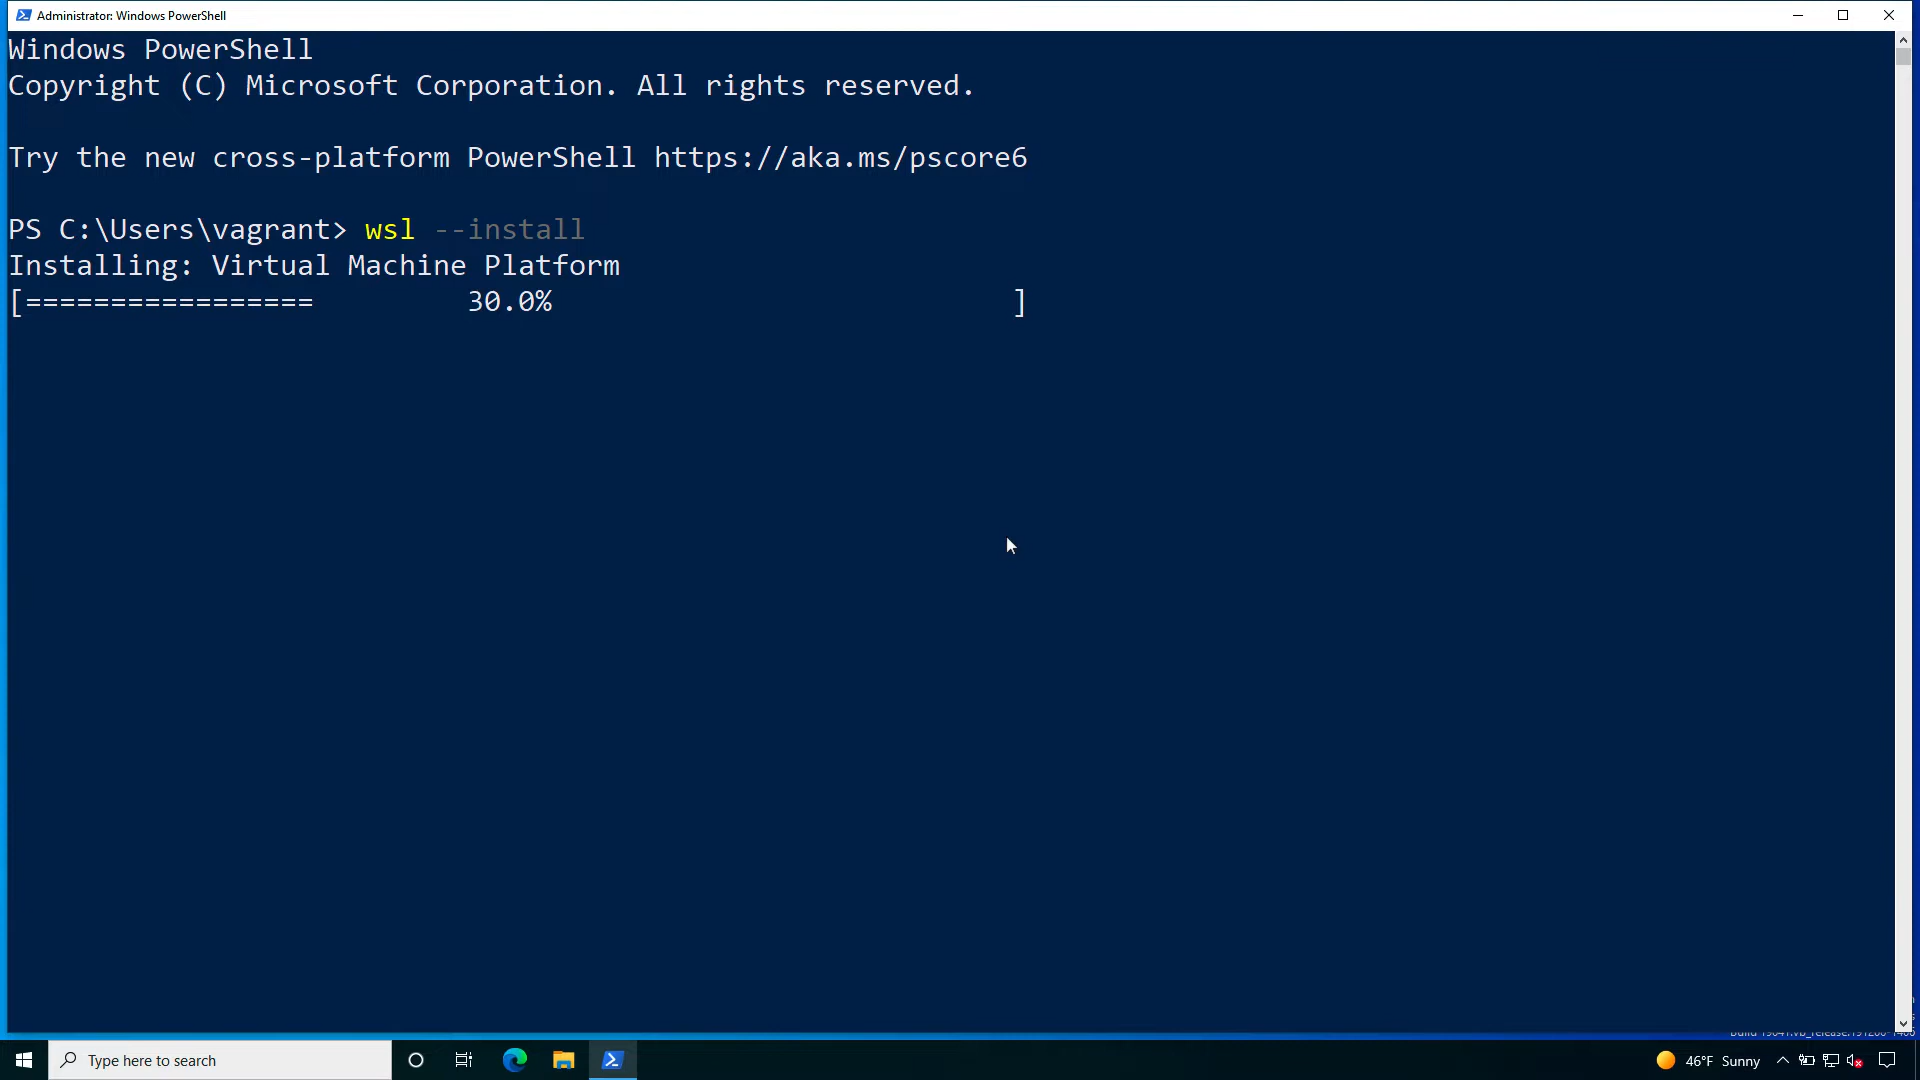 Administrator: Windows PowerShell
Windows PowerShell
Copyright (C) Microsoft Corporation. All rights reserved.
Try the new cross-platform PowerShell https://aka.ms/pscore6
PS C:\Users\vagrant> wsl --install
Installing: Virtual Machine Platform
[================= 30.0% ]
Type here to search
46°F Sunny